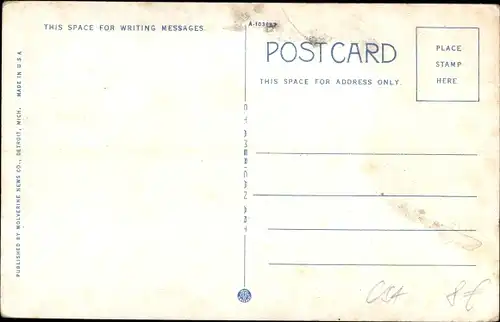 THIS SPACE FOR WRITING MESSAGES.
POSTCARD
THIS SPACE FOR ADDRESS ONLY.
PLACE
STAMP
HERE.
PUBLISHED BY WOLVERINE NEWS CO., DETROIT, MICH. MADE IN U.S.A
8€